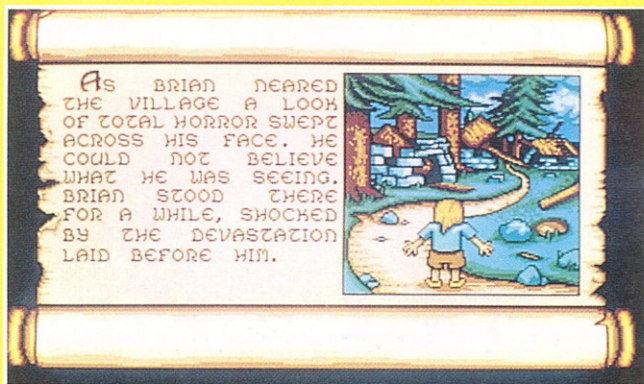 AS BRIAN NEARED
THE VILLAGE A LOOK
OF TOTAL HORROR SWEPT
ACROSS HIS FACE. HE
COULD NOT BELIEVE
WHAT HE WAS SEEING.
BRIAN STOOD THERE
FOR A WHILE, SHOCKED
BY THE DEVASTATION
LAID BEFORE HIM.